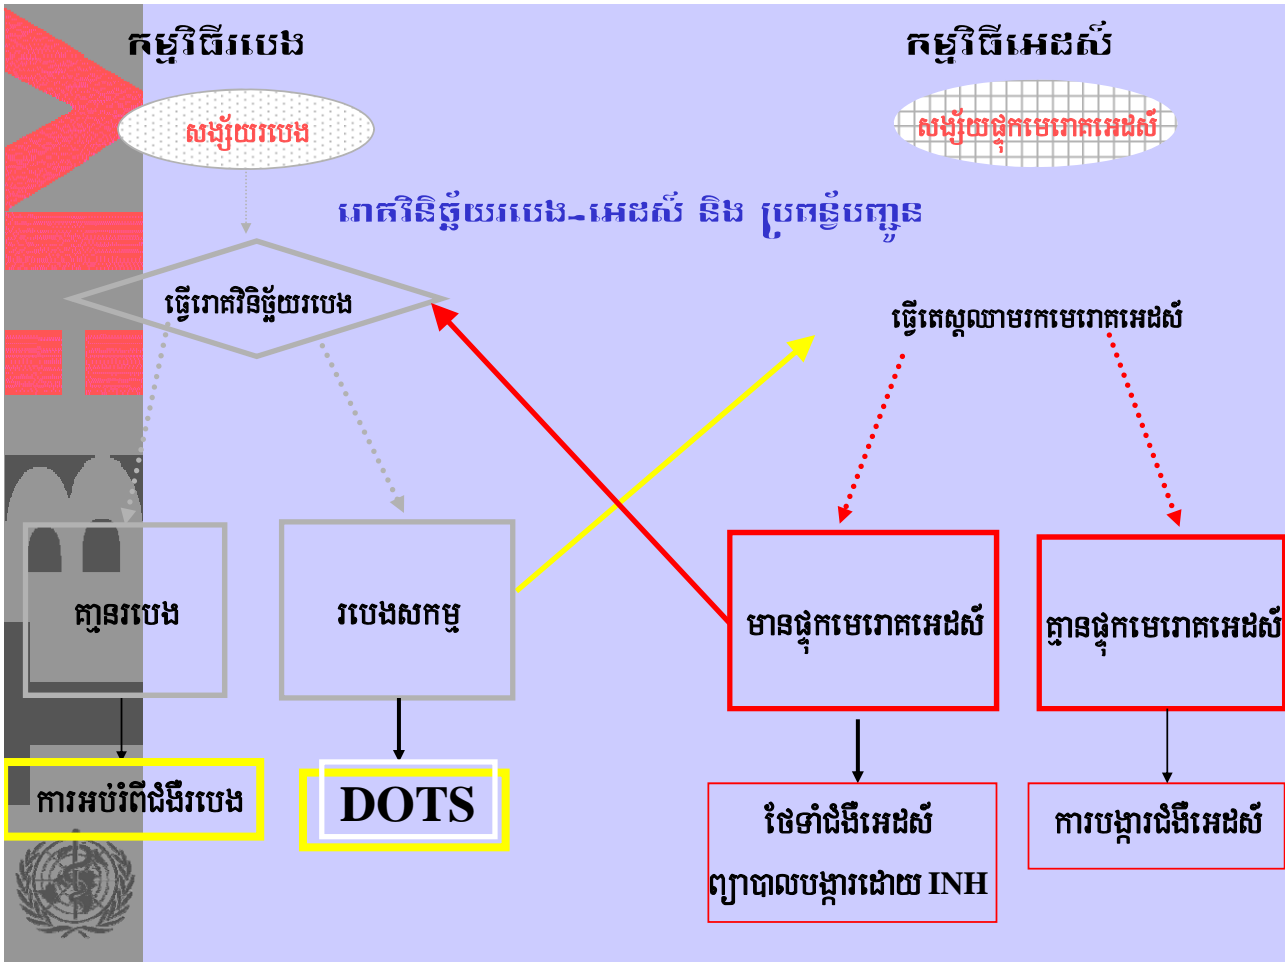 កម្មវិធីរបេង
កម្មវិធីអេដស៍
សង្ស័យរបេង
សង្ស័យផ្ទុកមេរោគអេដស៍
រោគវិនិច្ឆ័យរបេង-អេដស៍ និង ប្រពន្ធ័បញ្ជូន
ធ្វើរោគវិនិច្ឆ័យរបេង
ធ្វើតេស្តឈាមរកមេរោគអេដស៍
គ្មានរបេង
របេងសកម្ម
មានផ្ទុកមេរោគអេដស៍
គ្មានផ្ទុកមេរោគអេដស៍
ការអប់រំពីជំងឺរបេង
DOTS
ថែទាំជំងឺអេដស៍
ព្យាបាលបង្ការដោយ INH
ការបង្ការជំងឺអេដស៍